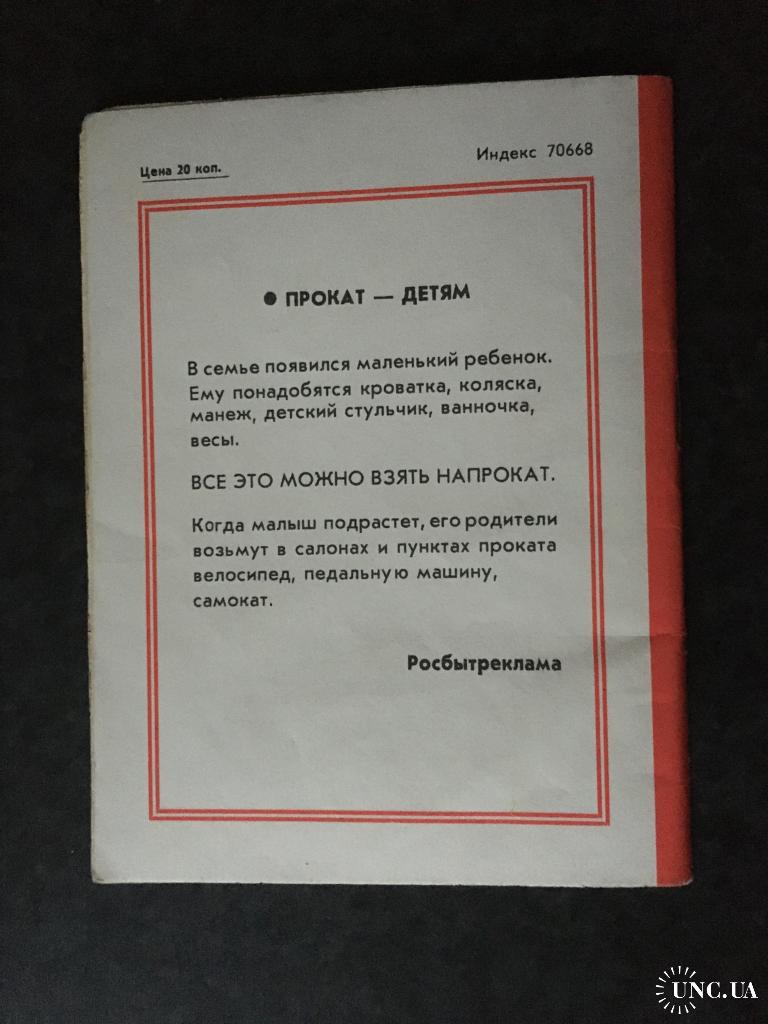 Цена 20 коп.
Индекс 70668
● ПРОКАТ — ДЕТЯМ
В семье появился маленький ребенок.
Ему понадобятся кроватка, коляска,
манеж, детский стульчик, ванночка,
весы.
ВСЕ ЭТО МОЖНО ВЗЯТЬ НАПРОКАТ.
Когда малыш подрастет, его родители
возьмут в салонах и пунктах проката
велосипед, педальную машину,
самокат.
Росбытреклама
UNC.UA